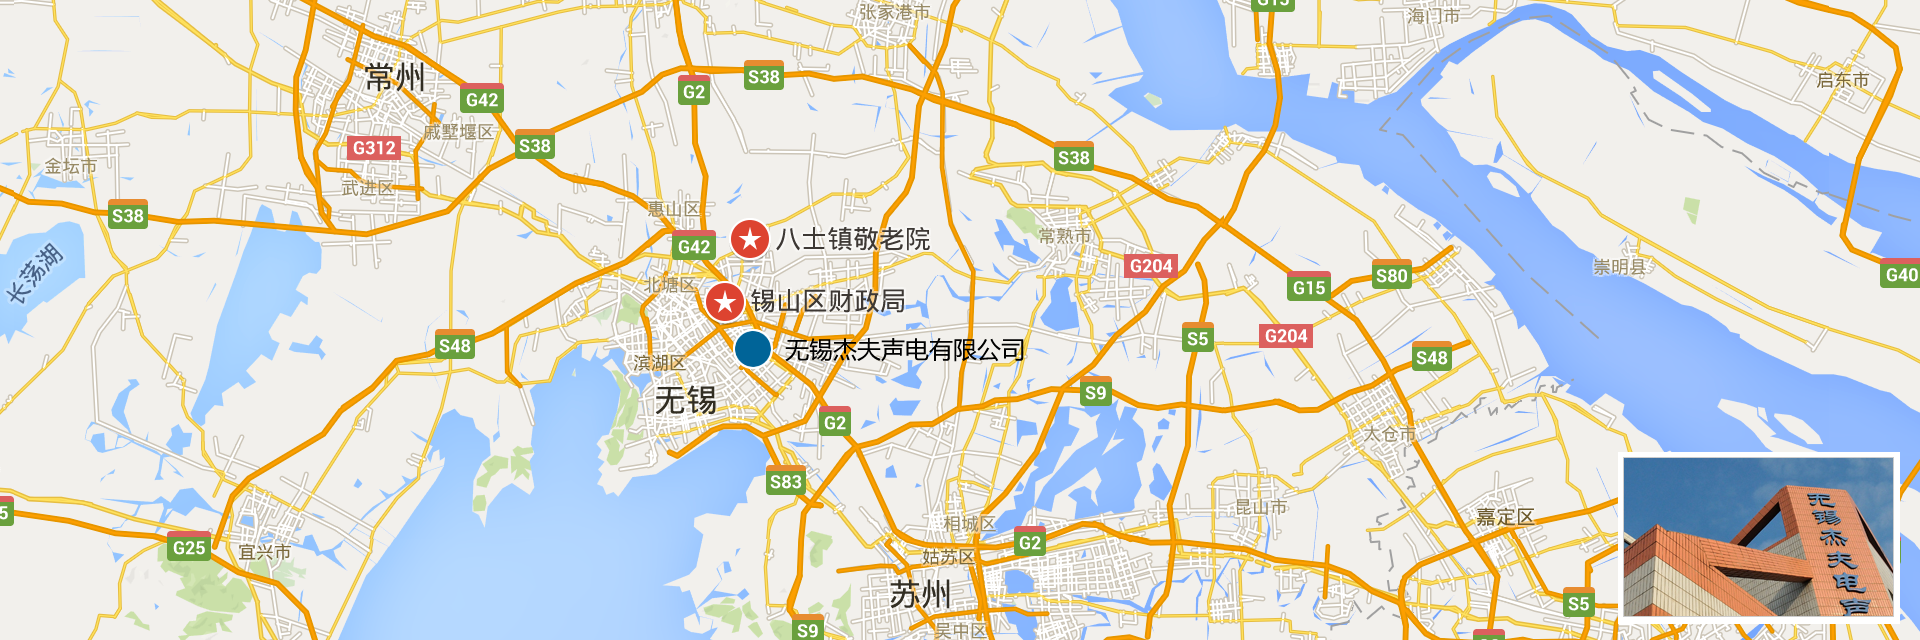 张家港市
G15
海门市
常州
S38
启东市
G2
G42
戚墅堰区
G312
S38
S38
金坛市
武进区
S38
惠山区
八士镇敬老院
G42
常熟市
G204
崇明县
S80
G40
长荡湖
北塘区
锡山区财政局
G15
G204
S5
S48
滨湖区
无锡杰夫声电有限公司
S48
无锡
S9
G2
太仓市
S83
5
昆山市
嘉定区
相城区
G25
宜兴市
G2
姑苏区
苏州
S5
S9
吴中区
无锡杰夫电声